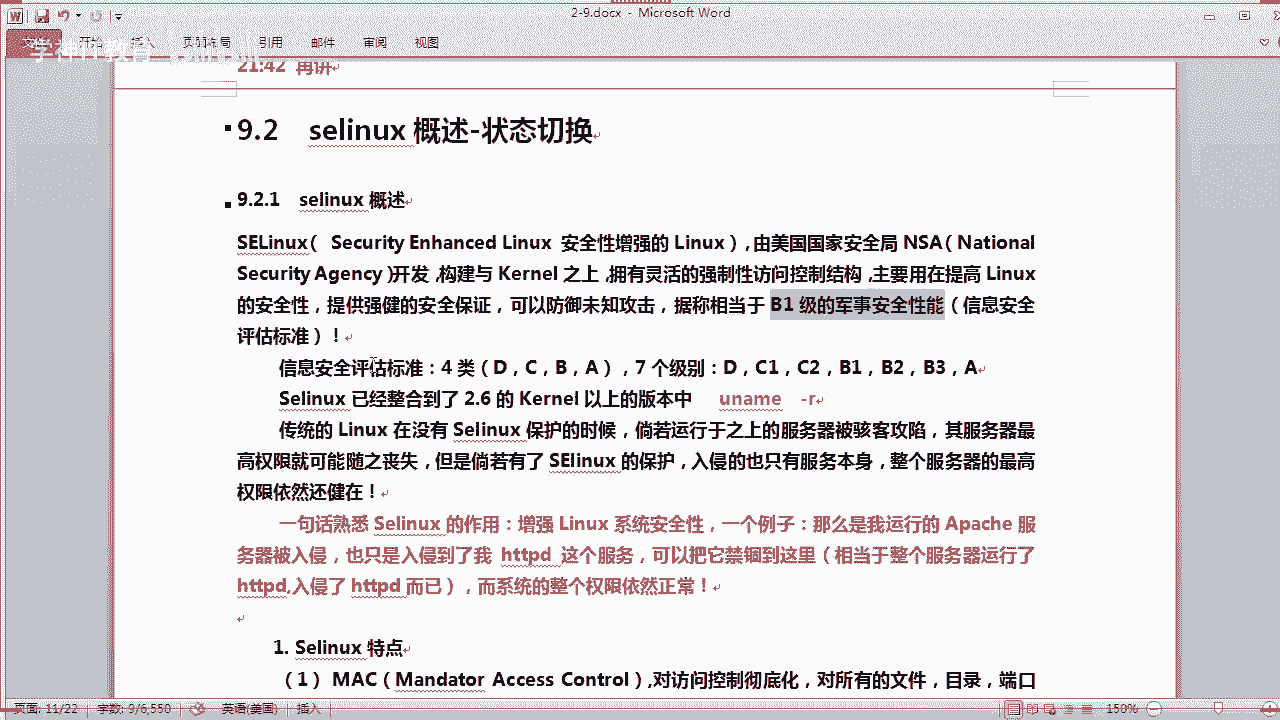 2-9.docx - Microsoft Word
开始 插入 页面布局 引用 邮件 审阅 视图
学神IT教育
21:42 再讲
9.2 selinux 概述-状态切换
9.2.1 selinux 概述
SELinux( Security Enhanced Linux 安全性增强的 Linux），由美国国家安全局 NSA（National
Security Agency）开发，构建与 Kernel 之上，拥有灵活的强制性访问控制结构，主要用在提高 Linux
的安全性，提供强健的安全保证，可以防御未知攻击，据称相当于 B1 级的军事安全性能（信息安全
评估标准）！
信息安全评估标准：4 类（D，C，B，A），7 个级别：D，C1，C2，B1，B2，B3，A
Selinux 已经整合到了 2.6 的 Kernel 以上的版本中 uname -r
传统的 Linux 在没有 Selinux 保护的时候，倘若运行于之上的服务器被骇客攻陷，其服务器最
高权限就可能随之丧失，但是倘若有了 SElinux 的保护，入侵的也只有服务本身，整个服务器的最高
权限依然还健在！
一句话熟悉 Selinux 的作用：增强 Linux 系统安全性，一个例子：那么是我运行的 Apache 服
务器被入侵，也只是入侵到了我 httpd 这个服务，可以把它禁锢到这里（相当于整个服务器运行了
httpd,入侵了 httpd 而已），而系统的整个权限依然正常！
1. Selinux 特点
（1） MAC（Mandator Access Control）,对访问控制彻底化，对所有的文件，目录，端口
页面: 11/22 字数: 9/6,550 英语(美国) 插入 150%